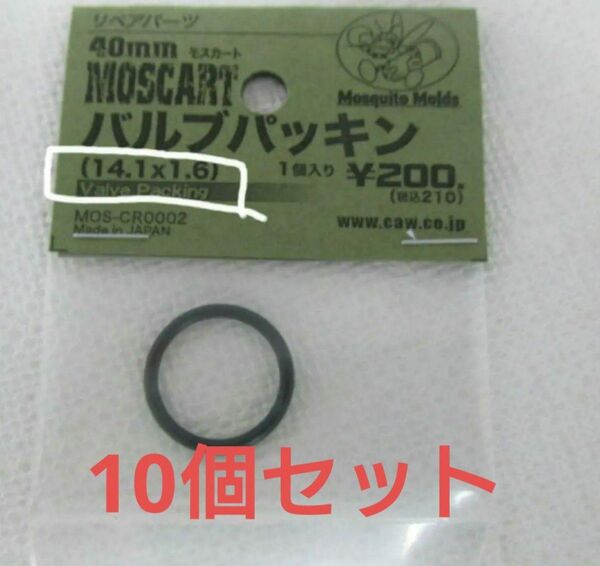 リペアパーツ
40mm モスカート
MOSCART
Mosquito Molds
バルブパッキン
(14.1x1.6)
1個入り ¥200
(税込210)
Valve Packing
MOS-CR0002
Made in JAPAN
www.caw.co.jp
10個セット